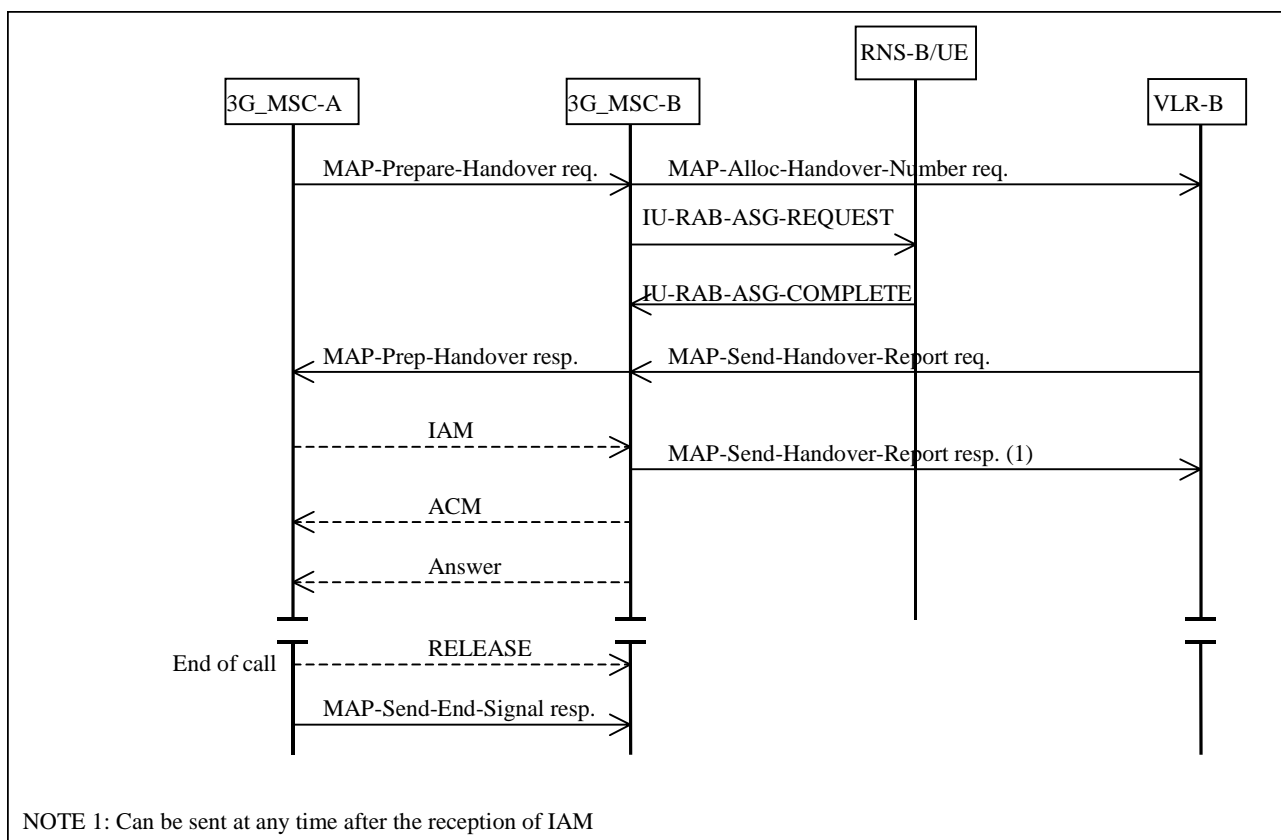 RNS-B/UE
3G_MSC-A
3G_MSC-B
VLR-B
MAP-Prepare-Handover req.
MAP-Alloc-Handover-Number req.
IU-RAB-ASG-REQUEST
IU-RAB-ASG-COMPLETE
MAP-Prep-Handover resp.
MAP-Send-Handover-Report req.
IAM
MAP-Send-Handover-Report resp. (1)
ACM
Answer
RELEASE
End of call
MAP-Send-End-Signal resp.
NOTE 1: Can be sent at any time after the reception of IAM